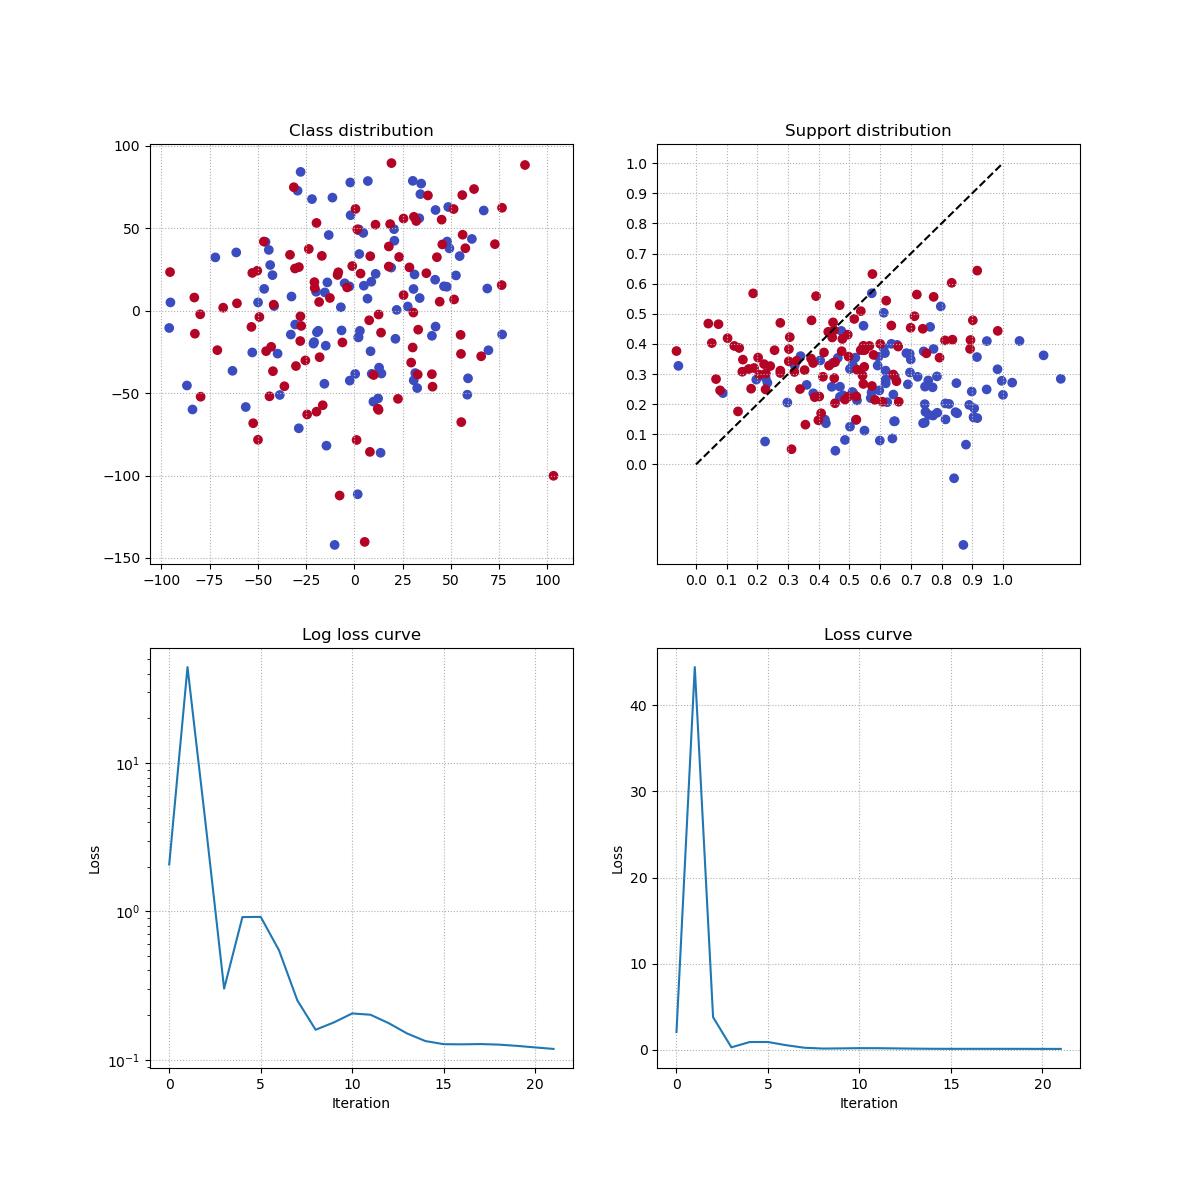 Class distribution
100
50
0
−50
−100
−150
−100 −75 −50 −25 0 25 50 75 100
Support distribution
1.0
0.9
0.8
0.7
0.6
0.5
0.4
0.3
0.2
0.1
0.0
0.0 0.1 0.2 0.3 0.4 0.5 0.6 0.7 0.8 0.9 1.0
Log loss curve
Loss
10¹
10⁰
10⁻¹
0 5 10 15 20
Iteration
Loss curve
Loss
40
30
20
10
0
0 5 10 15 20
Iteration